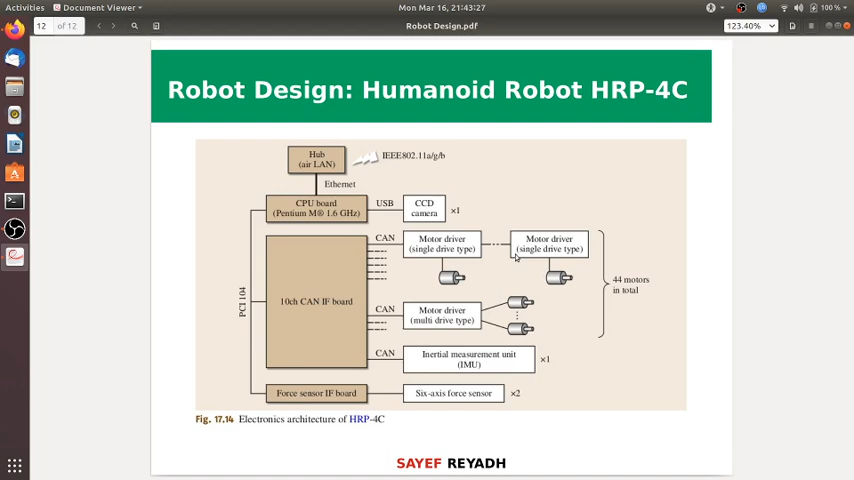 Activities
Document Viewer
Mon Mar 16, 21:43:27
100 %
12 of 12
Robot Design.pdf
123.40%
Robot Design: Humanoid Robot HRP-4C
Hub
(air LAN)
IEEE802.11a/g/b
Ethernet
CPU board
(Pentium M® 1.6 GHz)
USB
CCD
camera
×1
CAN
Motor driver
(single drive type)
Motor driver
(single drive type)
PCI 104
10ch CAN IF board
44 motors
in total
CAN
Motor driver
(multi drive type)
CAN
Inertial measurement unit
(IMU)
×1
Force sensor IF board
Six-axis force sensor
×2
Fig. 17.14 Electronics architecture of HRP-4C
SAYEF REYADH